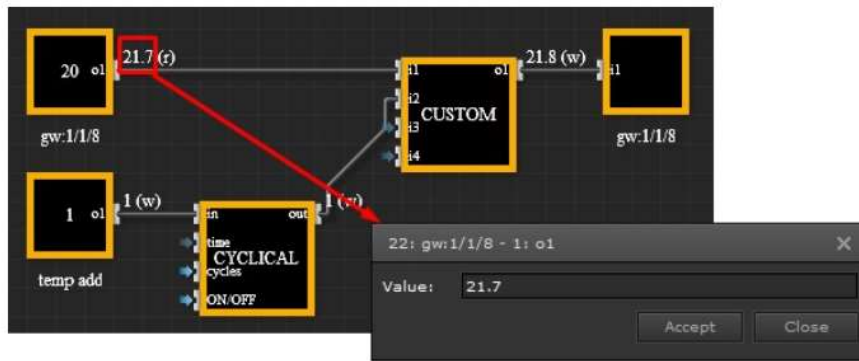 20 o1
21.7 (r)
gw:1/1/8
i1 o1
i2
CUSTOM
i3
i4
21.8 (w)
i1
gw:1/1/8
1 o1
1 (w)
temp add
in out
time
CYCLICAL
cycles
ON/OFF
1 (w)
22: gw:1/1/8 - 1: o1
Value: 21.7
Accept Close